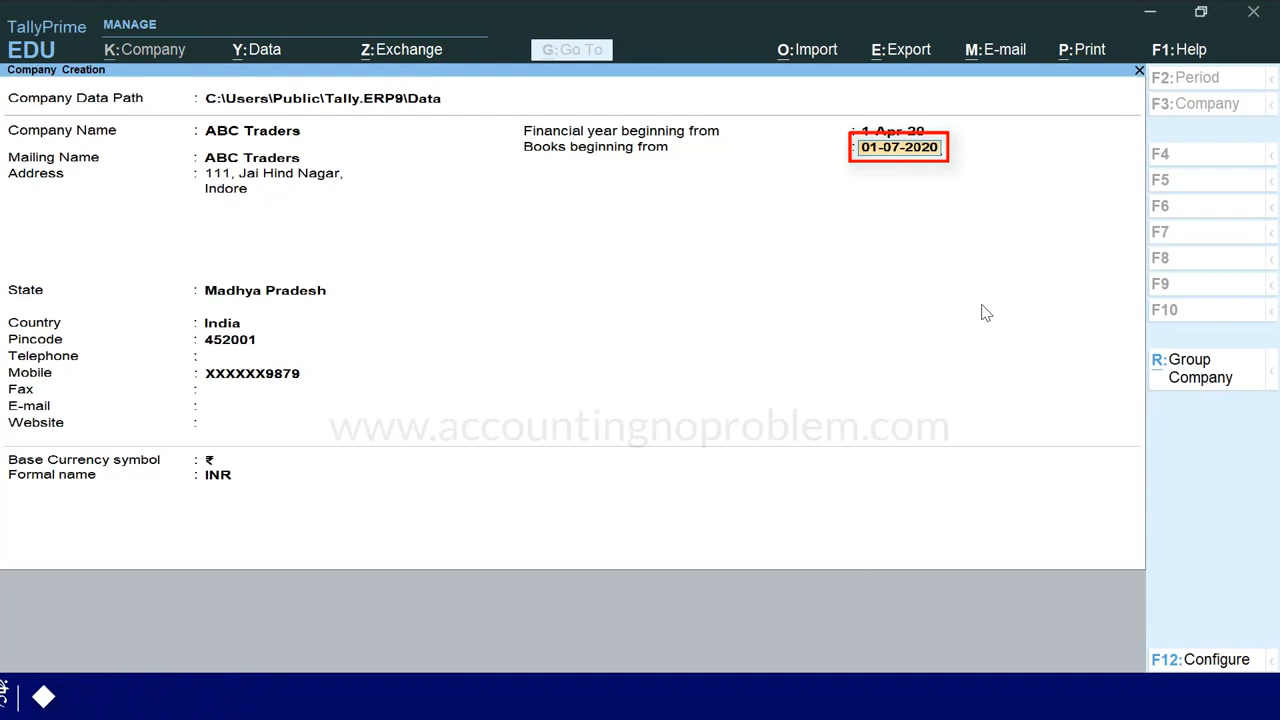 TallyPrime
EDU
MANAGE
K:Company Y:Data Z:Exchange G:Go To O:Import E:Export M:E-mail P:Print F1:Help
Company Creation
Company Data Path : C:\Users\Public\Tally.ERP9\Data
Company Name : ABC Traders
Mailing Name : ABC Traders
Address : 111, Jai Hind Nagar,
Indore
State : Madhya Pradesh
Country : India
Pincode : 452001
Telephone :
Mobile : XXXXXX9879
Fax :
E-mail :
Website :
Base Currency symbol : ₹
Formal name : INR
Financial year beginning from : 1 Apr 20
Books beginning from : 01-07-2020
www.accountingnoproblem.com
F2:Period
F3:Company
F4
F5
F6
F7
F8
F9
F10
R:Group
Company
F12:Configure